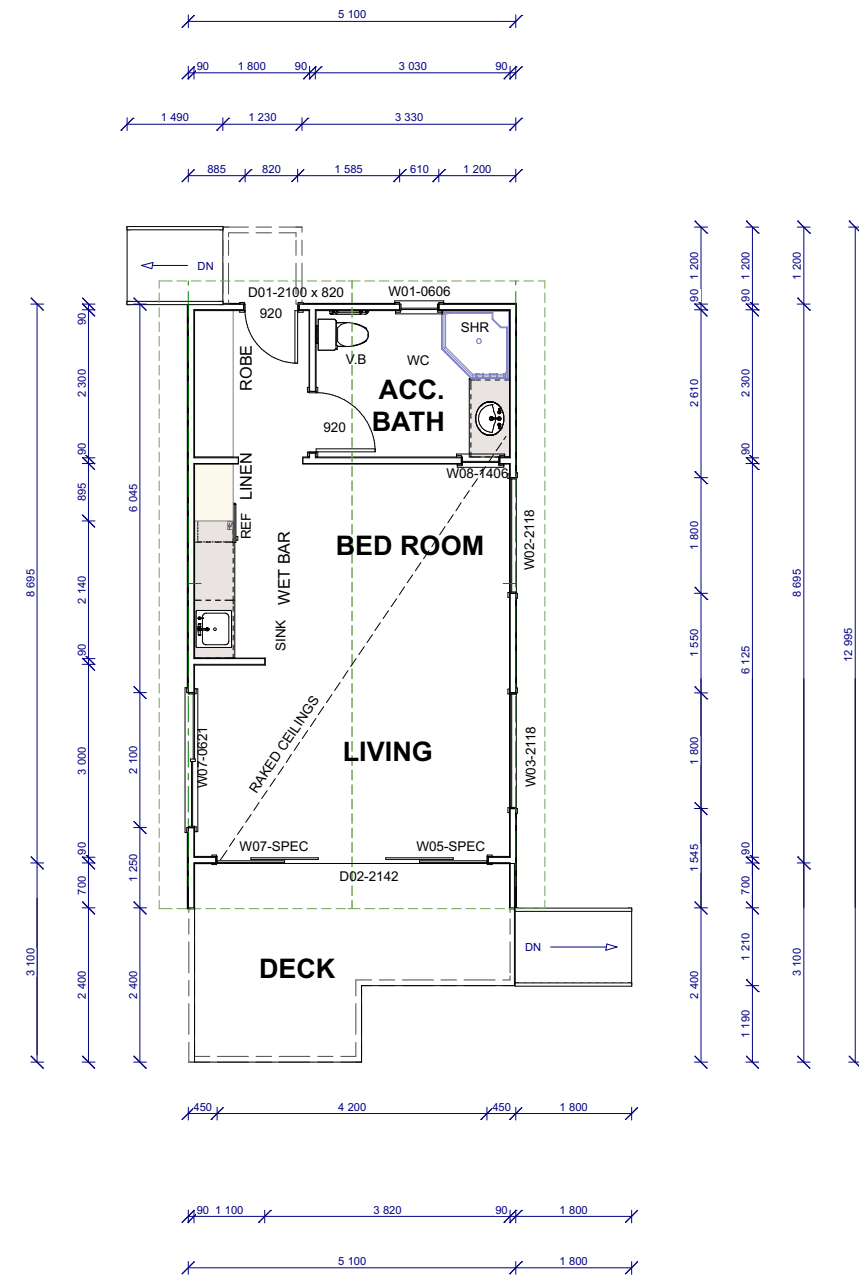 5 100
90 1 800 90 3 030 90
1 490 1 230 3 330
885 820 1 585 610 1 200
DN
D01-2100 x 820
W01-0606
920
SHR
V.B
WC
ROBE
ACC.
BATH
920
LINEN
W08-1406
REF
REF
WET BAR
BED ROOM
W02-2118
SINK
RAKED CEILINGS
LIVING
W07-0621
W03-2118
W07-SPEC
W05-SPEC
D02-2142
DECK
DN
8 695
3 100
90
2 300
90
895
2 140
90
3 000
90
700
2 400
6 045
2 100
1 250
2 400
1 200
90
2 610
1 800
1 550
1 800
1 545
2 400
1 200
90
2 300
90
6 125
90
700
1 210
1 190
1 200
8 695
3 100
12 995
450 4 200 450 1 800
90 1 100 3 820 90 1 800
5 100 1 800